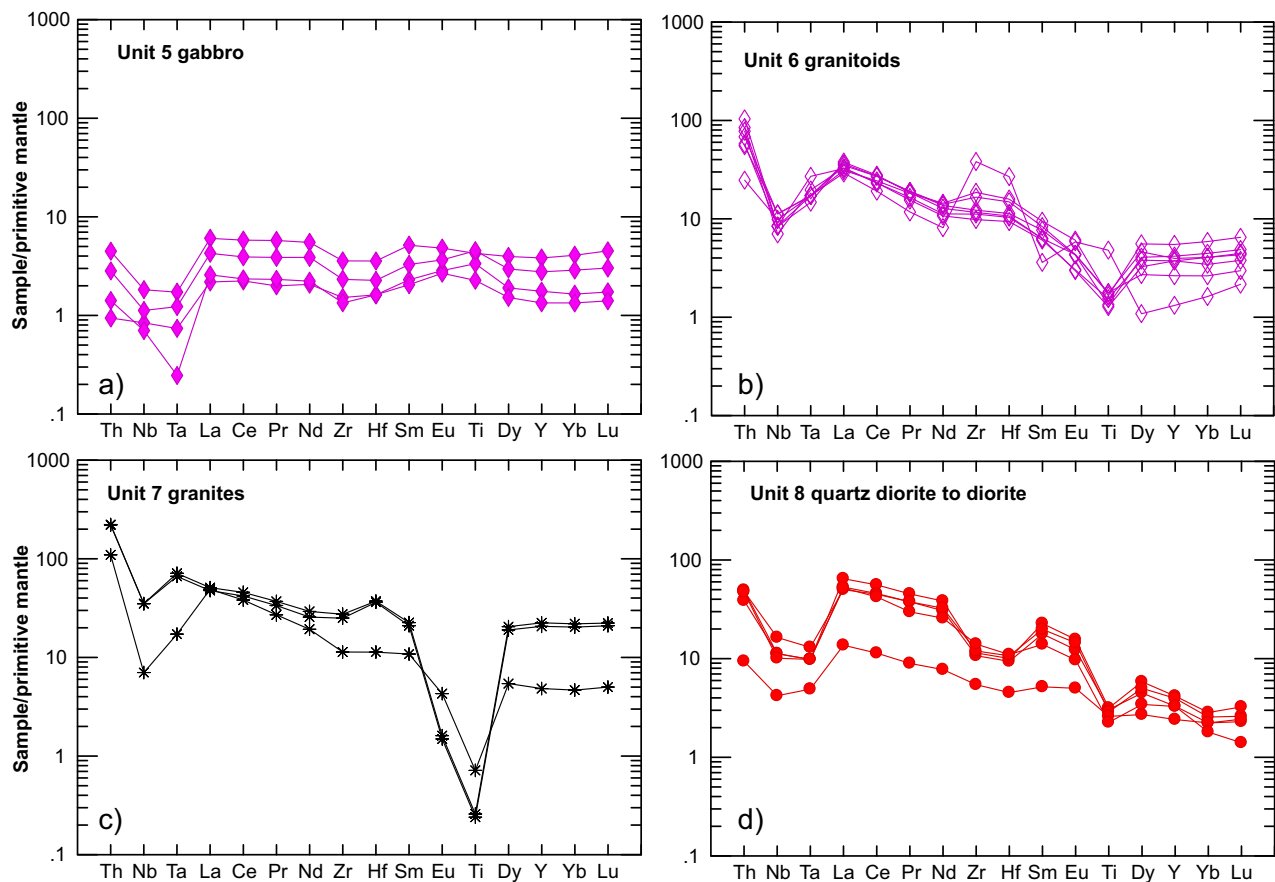 1000
Unit 5 gabbro
100
Sample/primitive mantle
10
1
a)
.1
Th Nb Ta La Ce Pr Nd Zr Hf Sm Eu Ti Dy Y Yb Lu
1000
Unit 6 granitoids
100
10
1
b)
.1
Th Nb Ta La Ce Pr Nd Zr Hf Sm Eu Ti Dy Y Yb Lu
1000
Unit 7 granites
100
Sample/primitive mantle
10
1
c)
.1
Th Nb Ta La Ce Pr Nd Zr Hf Sm Eu Ti Dy Y Yb Lu
1000
Unit 8 quartz diorite to diorite
100
10
1
d)
.1
Th Nb Ta La Ce Pr Nd Zr Hf Sm Eu Ti Dy Y Yb Lu